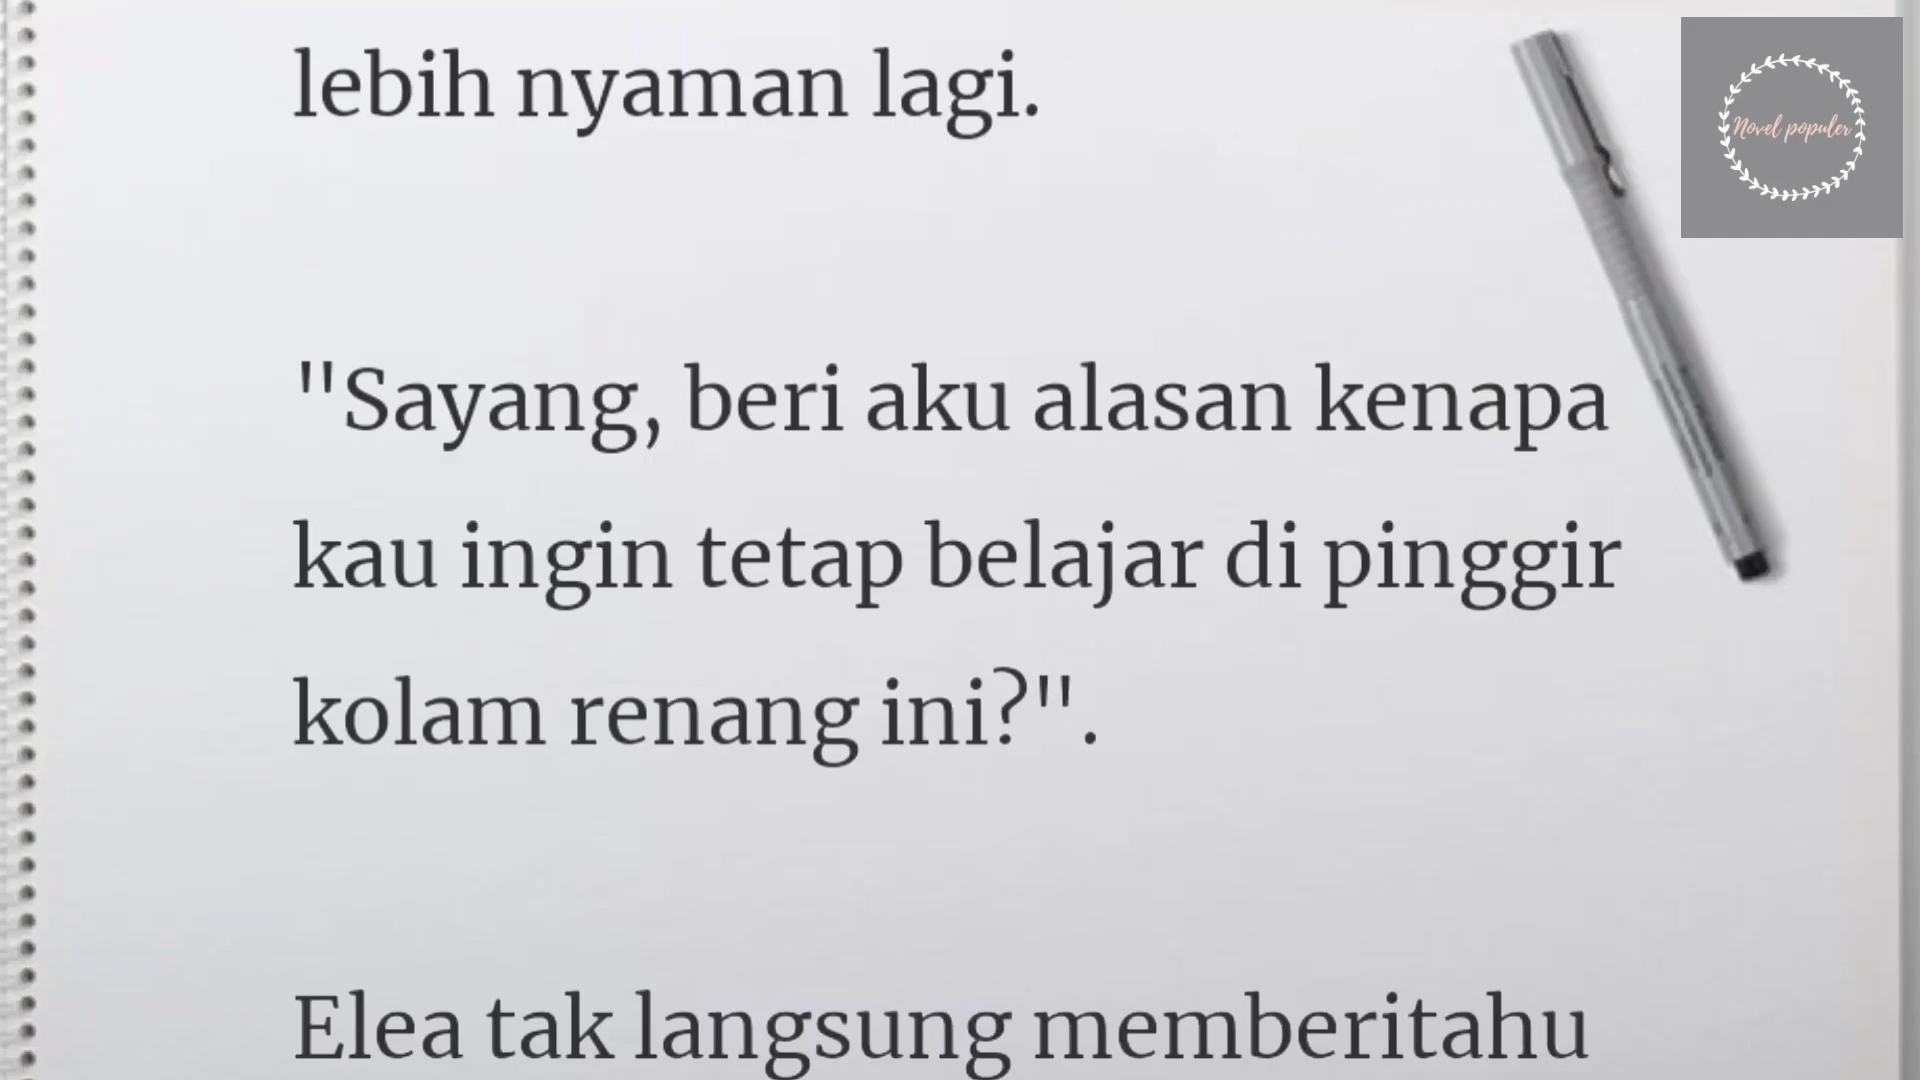 lebih nyaman lagi.
Novel populer
"Sayang, beri aku alasan kenapa
kau ingin tetap belajar di pinggir
kolam renang ini?".
Elea tak langsung memberitahu